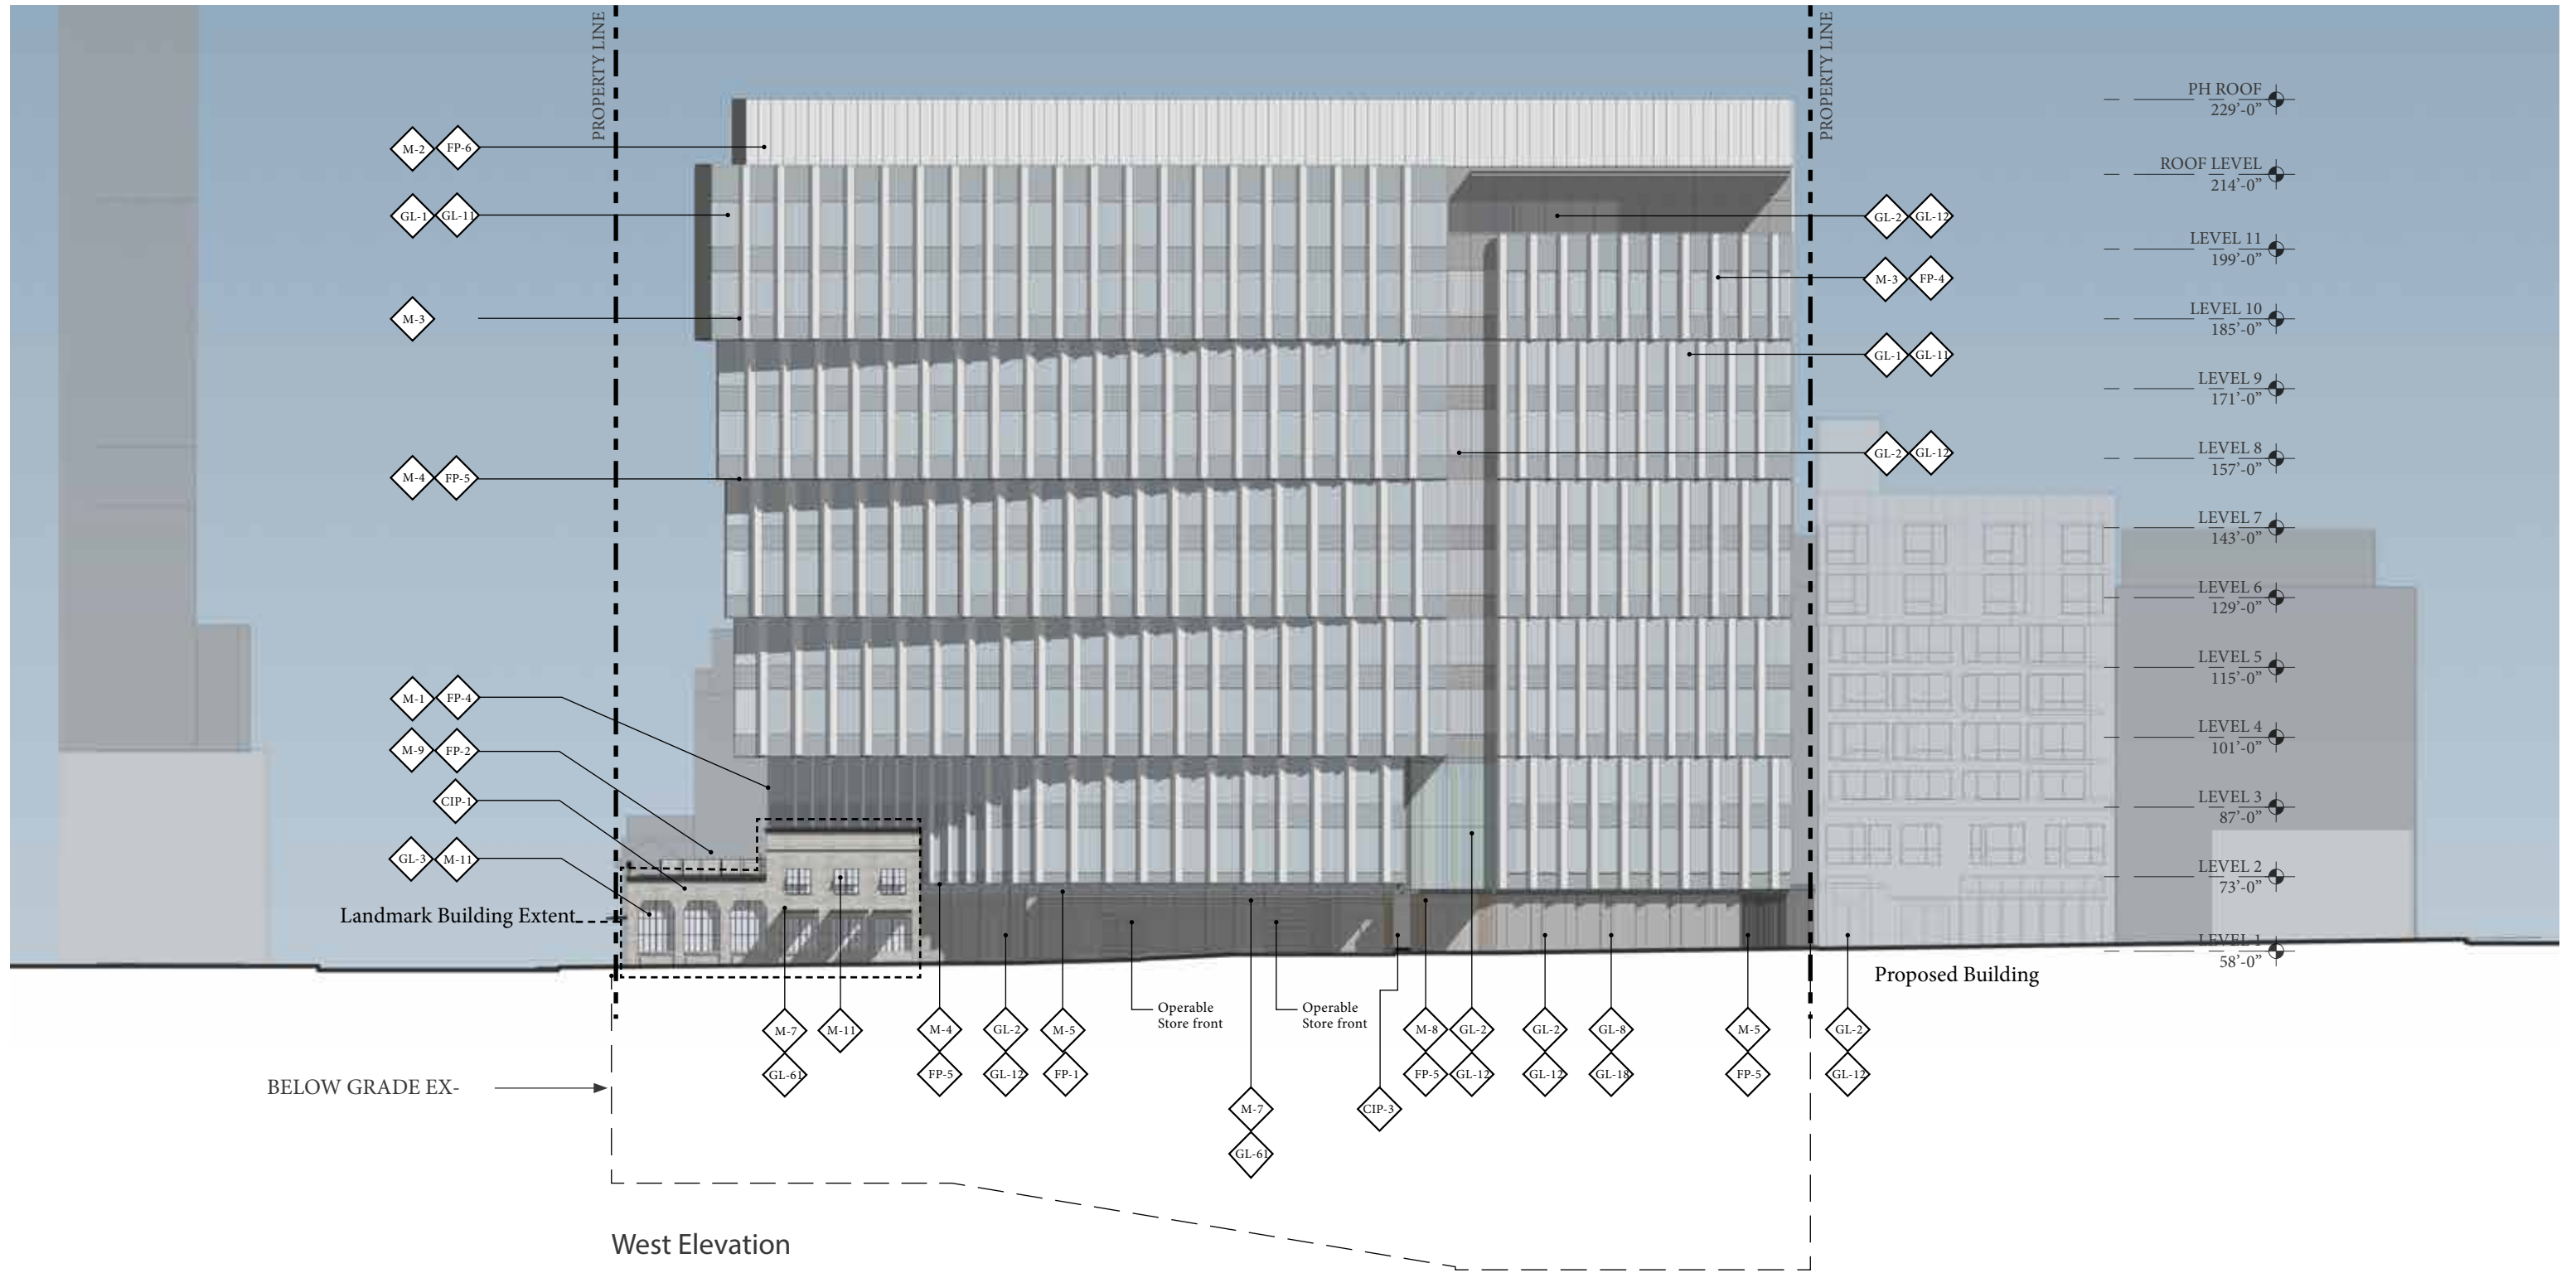 PROPERTY LINE
PROPERTY LINE
PH ROOF
229’-0”
M-2 FP-6
ROOF LEVEL
214’-0”
GL-1 GL-11
GL-2 GL-12
LEVEL 11
199’-0”
M-3 FP-4
M-3
LEVEL 10
185’-0”
GL-1 GL-11
LEVEL 9
171’-0”
GL-2 GL-12
LEVEL 8
157’-0”
M-4 FP-5
LEVEL 7
143’-0”
LEVEL 6
129’-0”
LEVEL 5
115’-0”
M-1 FP-4
LEVEL 4
101’-0”
M-9 FP-2
CIP-1
LEVEL 3
87’-0”
GL-3 M-11
LEVEL 2
73’-0”
Landmark Building Extent
LEVEL 1
58’-0”
Proposed Building
Operable
Store front
Operable
Store front
M-7 M-11 M-4 GL-2 M-5 M-8 GL-2 GL-2 GL-8 M-5 GL-2
GL-61 FP-5 GL-12 FP-1 FP-5 GL-12 GL-12 GL-18 FP-5 GL-12
BELOW GRADE EX-
M-7 CIP-3
GL-61
West Elevation